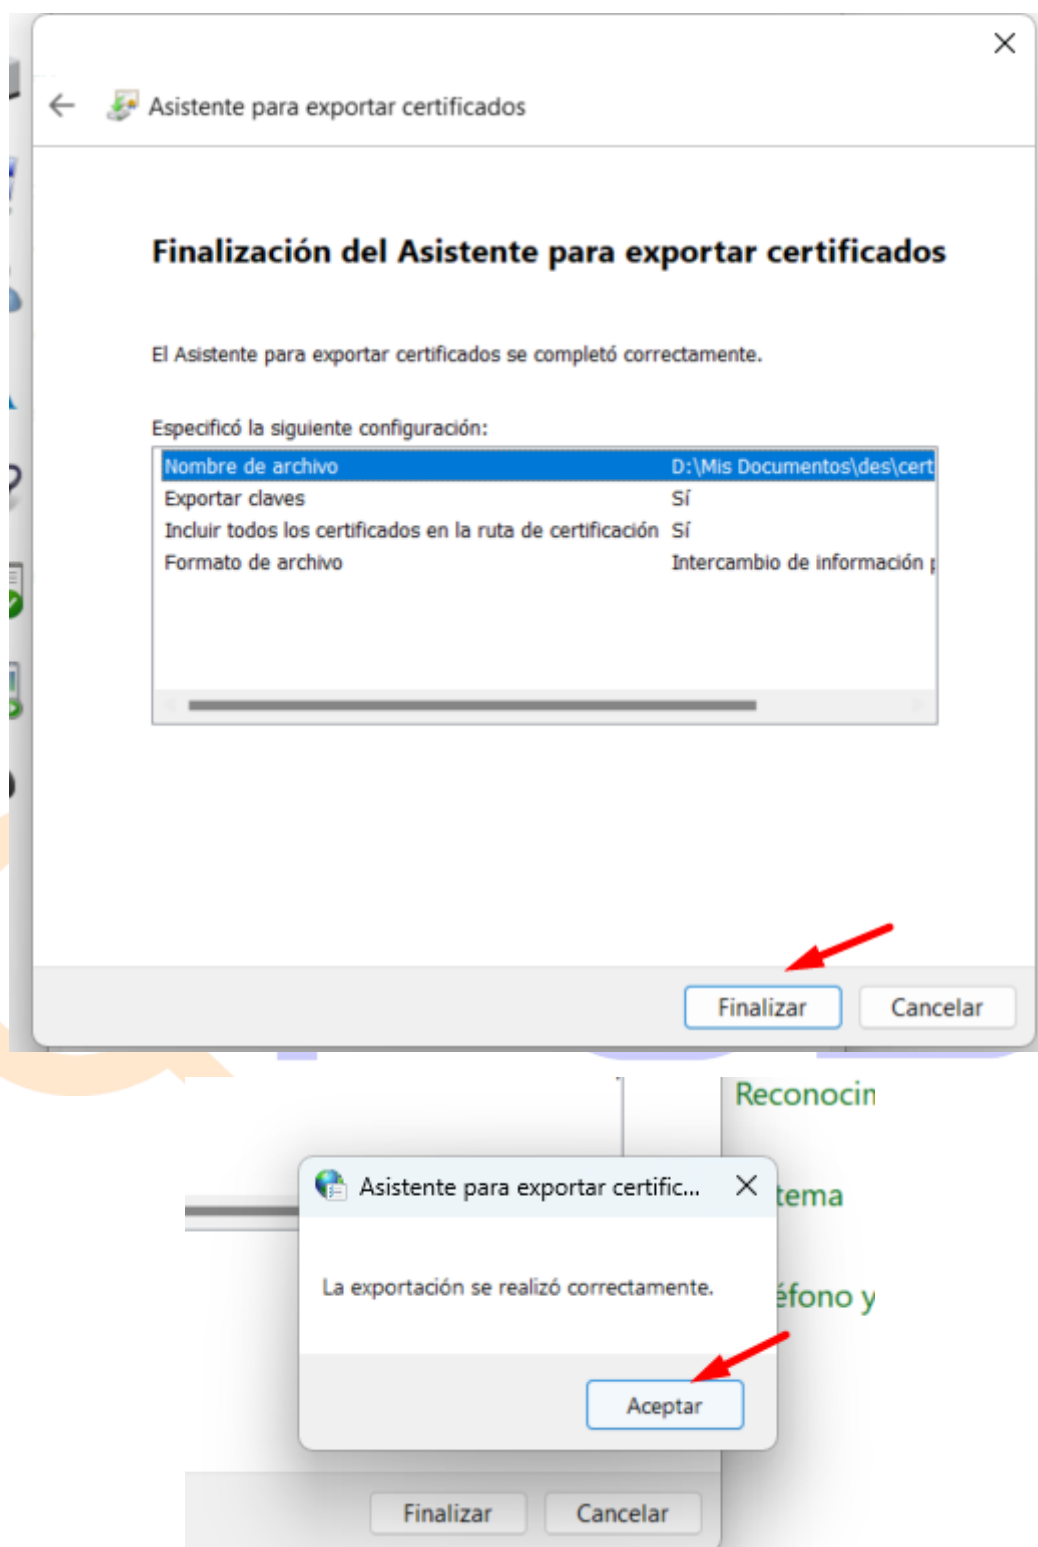 Asistente para exportar certificados
Finalización del Asistente para exportar certificados
El Asistente para exportar certificados se completó correctamente.
Especificó la siguiente configuración:
Nombre de archivo D:\Mis Documentos\des\cert
Exportar claves Sí
Incluir todos los certificados en la ruta de certificación Sí
Formato de archivo Intercambio de información
Finalizar Cancelar
Reconocim
Asistente para exportar certific...
tema
La exportación se realizó correctamente.
éfono y
Aceptar
Finalizar Cancelar